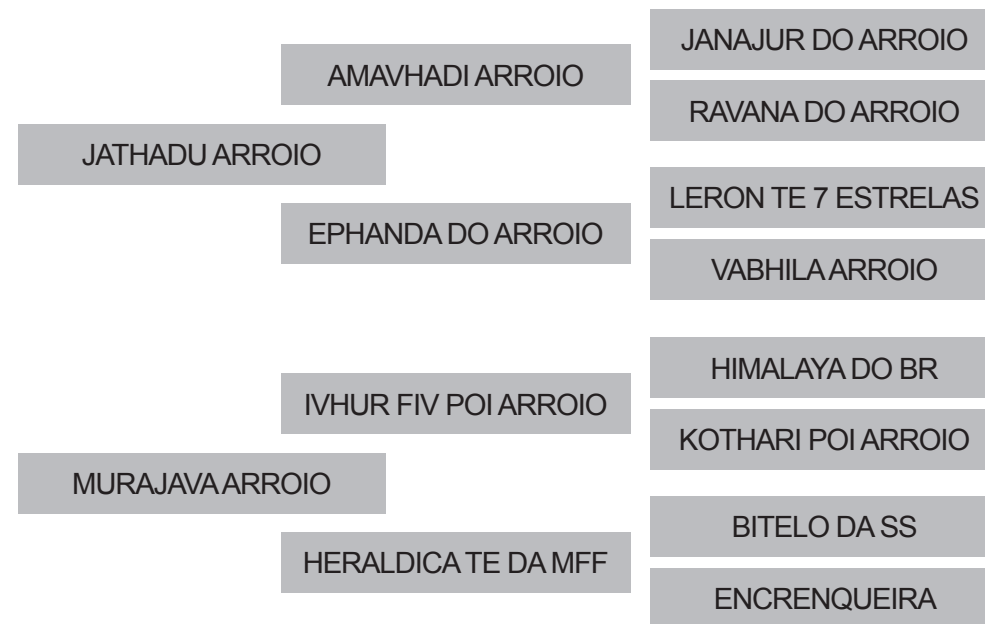 JANAJUR DO ARROIO
AMAVHADI ARROIO
RAVANA DO ARROIO
JATHADU ARROIO
LERON TE 7 ESTRELAS
EPHANDA DO ARROIO
VABHILA ARROIO
HIMALAYA DO BR
IVHUR FIV POI ARROIO
KOTHARI POI ARROIO
MURAJAVA ARROIO
BITELO DA SS
HERALDICA TE DA MFF
ENCRENQUEIRA